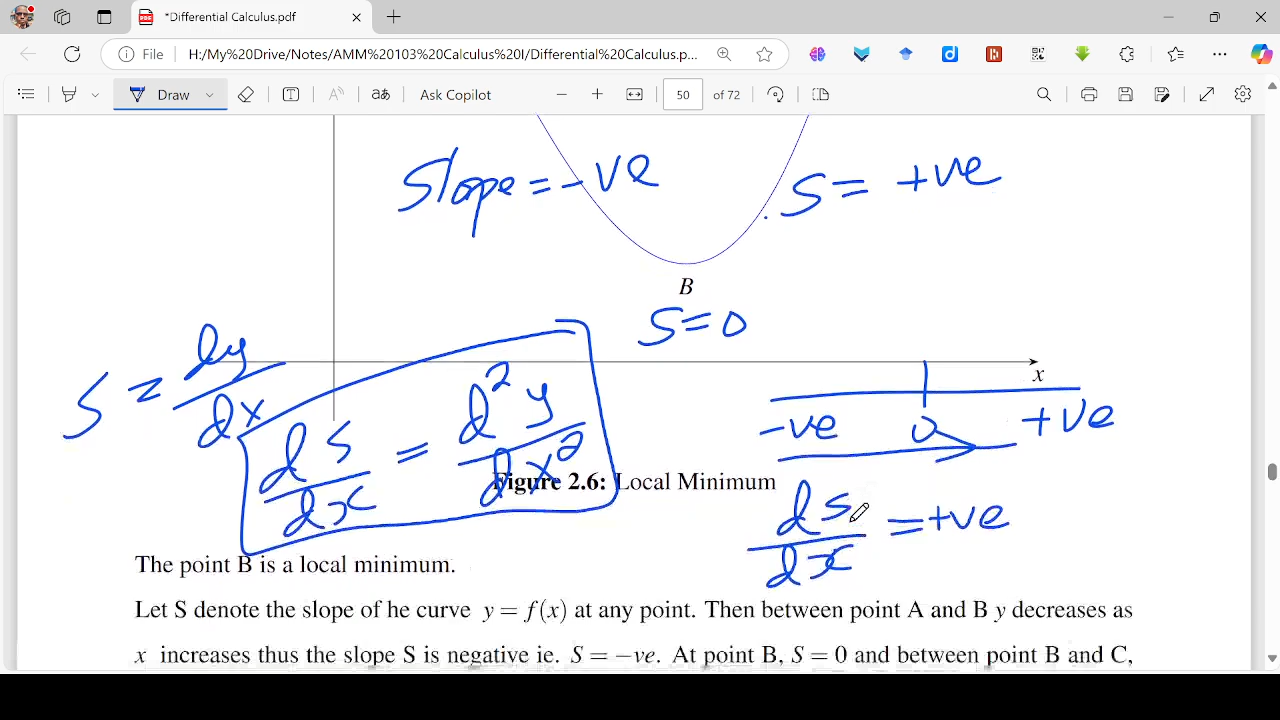 *Differential Calculus.pdf
File H:/My%20Drive/Notes/AMM%20103%20Calculus%20I/Differential%20Calculus.p...
Draw Ask Copilot 50 of 72
Slope = -ve S = +ve
B
S = 0
x
S = dy/dx
dS/dx = d²y/dx²
-ve 0 +ve
Figure 2.6: Local Minimum
dS/dx = +ve
The point B is a local minimum.
Let S denote the slope of he curve y = f(x) at any point. Then between point A and B y decreases as
x increases thus the slope S is negative ie. S = −ve. At point B, S = 0 and between point B and C,